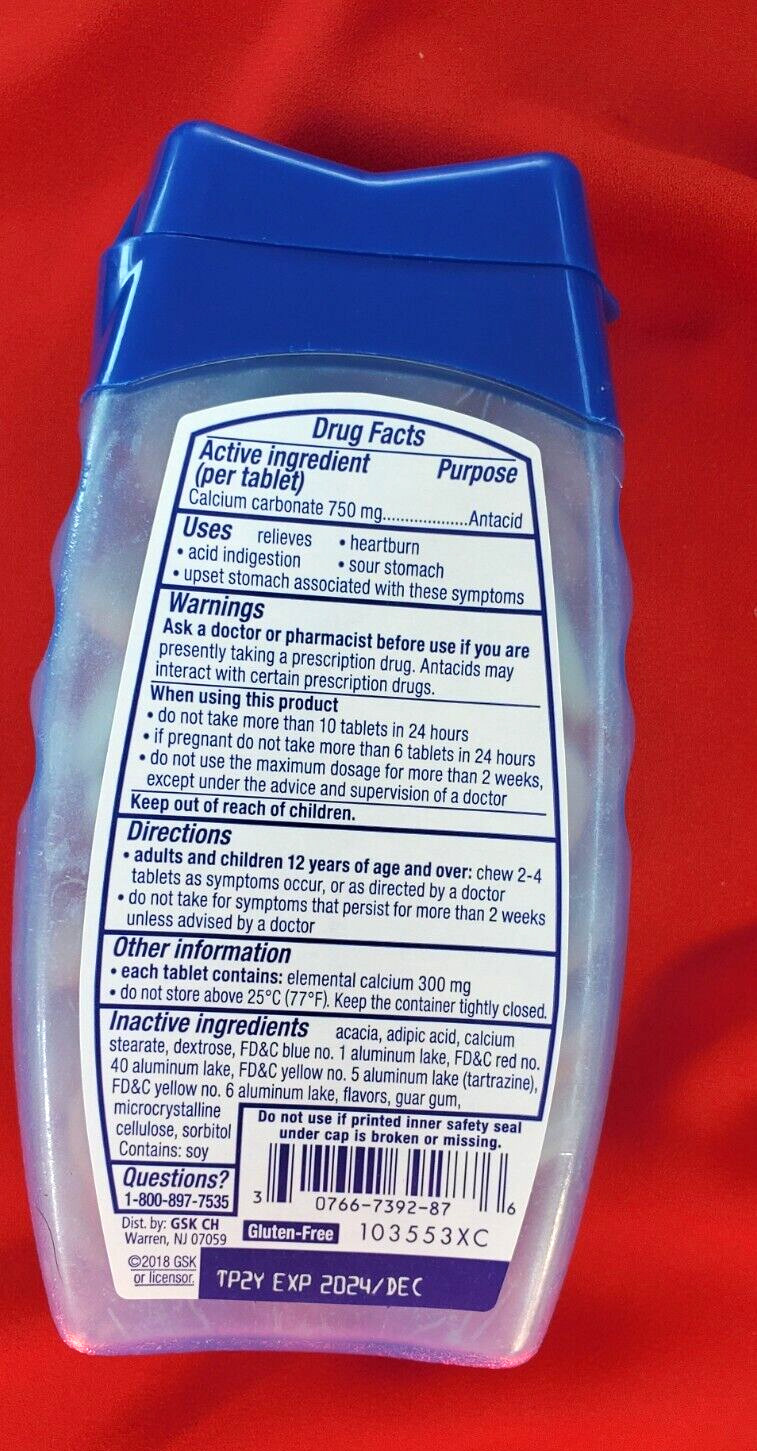 Drug Facts
Active ingredient Purpose
(per tablet)
Calcium carbonate 750 mg...................Antacid
Uses relieves • heartburn
• acid indigestion • sour stomach
• upset stomach associated with these symptoms
Warnings
Ask a doctor or pharmacist before use if you are
presently taking a prescription drug. Antacids may
interact with certain prescription drugs.
When using this product
• do not take more than 10 tablets in 24 hours
• if pregnant do not take more than 6 tablets in 24 hours
• do not use the maximum dosage for more than 2 weeks,
except under the advice and supervision of a doctor
Keep out of reach of children.
Directions
• adults and children 12 years of age and over: chew 2-4
tablets as symptoms occur, or as directed by a doctor
• do not take for symptoms that persist for more than 2 weeks
unless advised by a doctor
Other information
• each tablet contains: elemental calcium 300 mg
• do not store above 25°C (77°F). Keep the container tightly closed.
Inactive ingredients acacia, adipic acid, calcium
stearate, dextrose, FD&C blue no. 1 aluminum lake, FD&C red no.
40 aluminum lake, FD&C yellow no. 5 aluminum lake (tartrazine),
FD&C yellow no. 6 aluminum lake, flavors, guar gum,
microcrystalline
cellulose, sorbitol
Contains: soy
Do not use if printed inner safety seal
under cap is broken or missing.
3 0766-7392-87 6
Questions?
1-800-897-7535
Dist. by: GSK CH
Warren, NJ 07059
Gluten-Free 103553XC
©2018 GSK
or licensor.
TP2Y EXP 2024/DEC